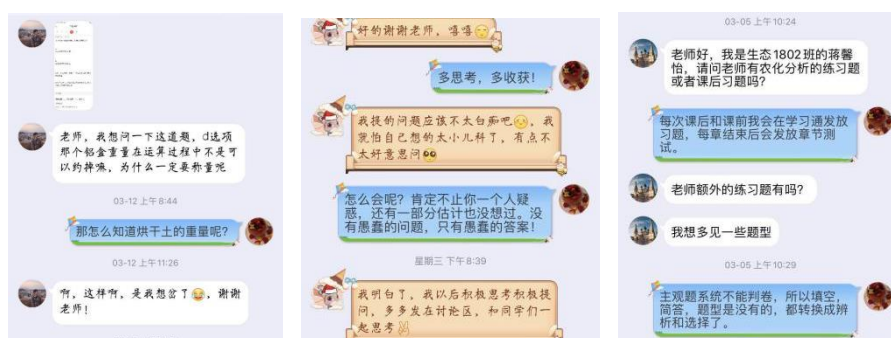 老师，我想问一下这道题，d选项
那个铝盒重量在运算过程中不是可
以约掉嘛，为什么一定要称量呢
03-12 上午8:44
那怎么知道烘干土的重量呢？
03-12 上午11:26
啊，这样啊，是我想岔了，谢谢
老师！
好的谢谢老师，嘻嘻
多思考，多收获！
我提的问题应该不太白痴吧，我
就怕自己想的太小儿科了，有点不
太好意思问
怎么会呢？肯定不止你一个人疑
惑，还有一部分估计也没想过。没
有愚蠢的问题，只有愚蠢的答案！
星期三 下午8:39
我明白了，我以后积极思考积极提
问，多多发在讨论区，和同学们一
起思考
03-05 上午10:24
老师好，我是生态1802班的蒋馨
怡，请问老师有农化分析的练习题
或者课后习题吗？
每次课后和课前我会在学习通发放
习题，每章结束后会发放章节测
试。
老师额外的练习题有吗？
我想多见一些题型
03-05 上午10:29
主观题系统不能判卷，所以填空，
简答，题型是没有的，都转换成辨
析和选择了。